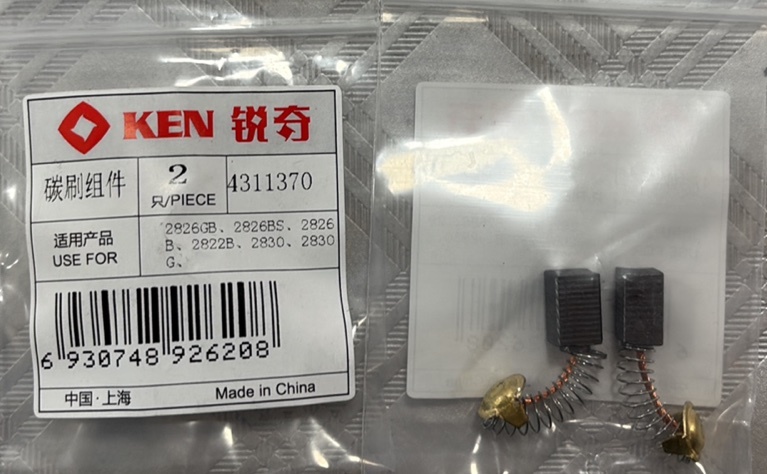 KEN 锐奇
碳刷组件 2 只/PIECE 4311370
适用产品 USE FOR
2826GB、2826BS、2826
B、2822B、2830、2830
G、
6 930748 926208
中国·上海 Made in China